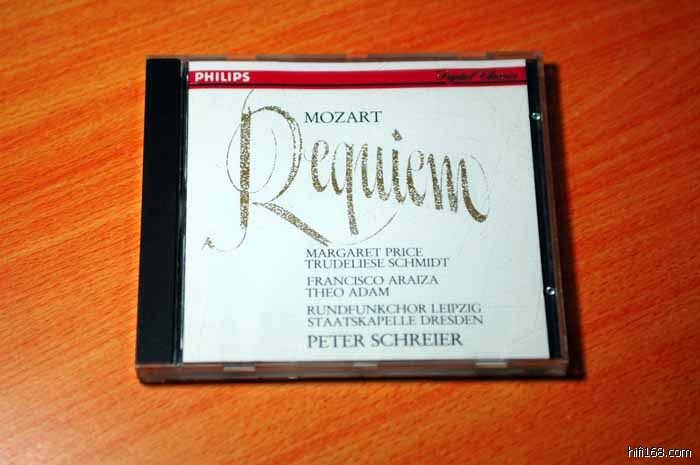 PHILIPS
Digital Classics
MOZART
Requiem
MARGARET PRICE
TRUDELIESE SCHMIDT
FRANCISCO ARAIZA
THEO ADAM
RUNDFUNKCHOR LEIPZIG
STAATSKAPELLE DRESDEN
PETER SCHREIER
hifi168.com